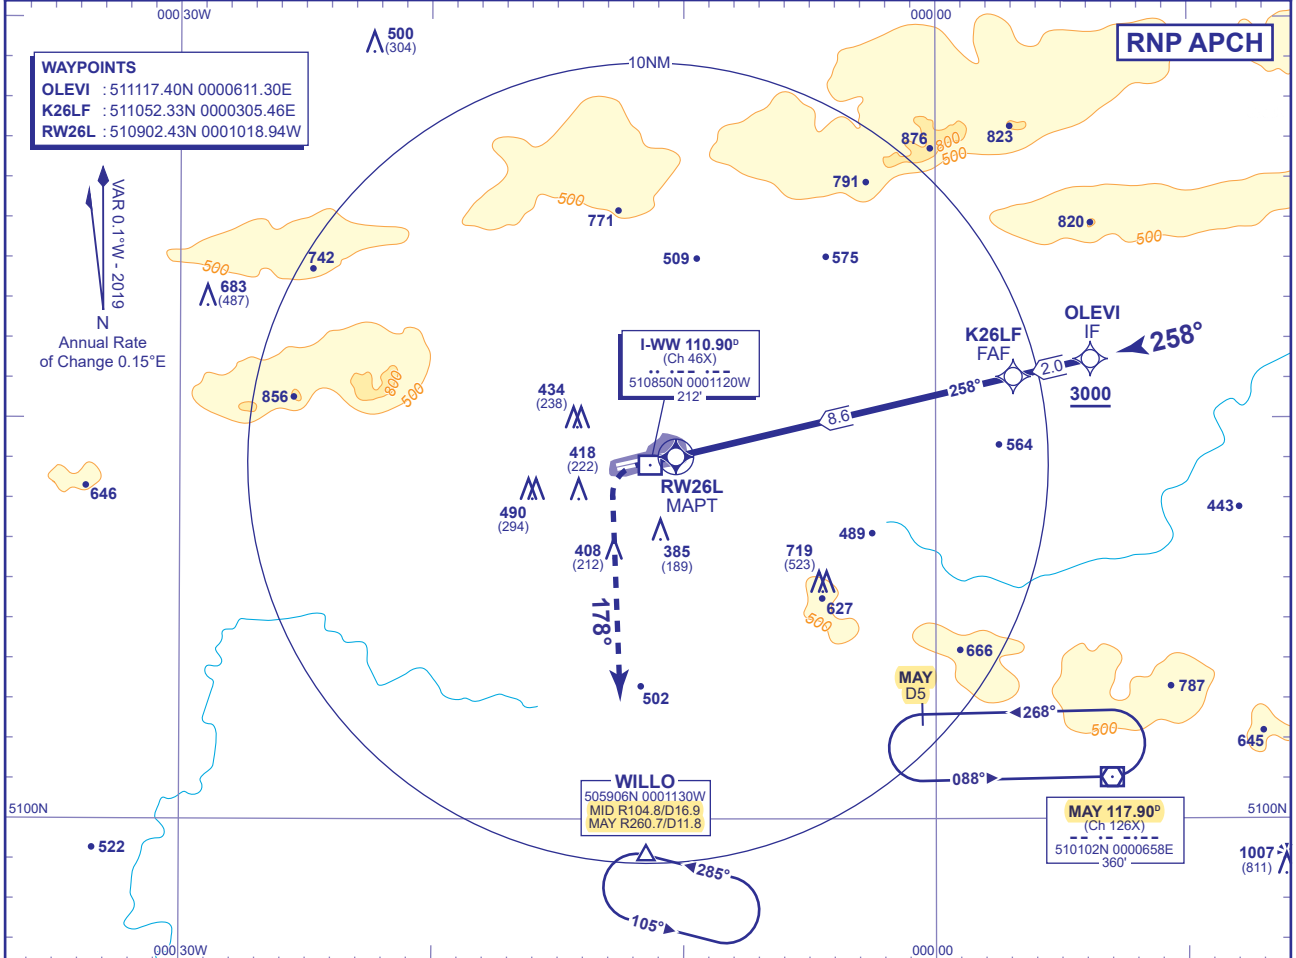 000 30W
000 00
500
(304)
RNP APCH
10NM
WAYPOINTS
OLEVI : 511117.40N 0000611.30E
K26LF : 511052.33N 0000305.46E
RW26L : 510902.43N 0001018.94W
VAR 0.1°W - 2019
N
Annual Rate
of Change 0.15°E
876
800
500
823
791
500
771
820
500
742
500
683
(487)
509
575
OLEVI
IF
K26LF
FAF
258°
2.0
3000
258°
8.6
I-WW 110.90D
(Ch 46X)
510850N 0001120W
212'
856
800
500
434
(238)
418
(222)
564
RW26L
MAPT
646
490
(294)
443
489
408
(212)
385
(189)
719
(523)
627
500
178°
666
502
MAY
D5
787
500
268°
645
088°
WILLO
505906N 0001130W
MID R104.8/D16.9
MAY R260.7/D11.8
MAY 117.90D
(Ch 126X)
510102N 0000658E
360'
5100N
5100N
522
1007
(811)
285°
105°
000 30W
000 00